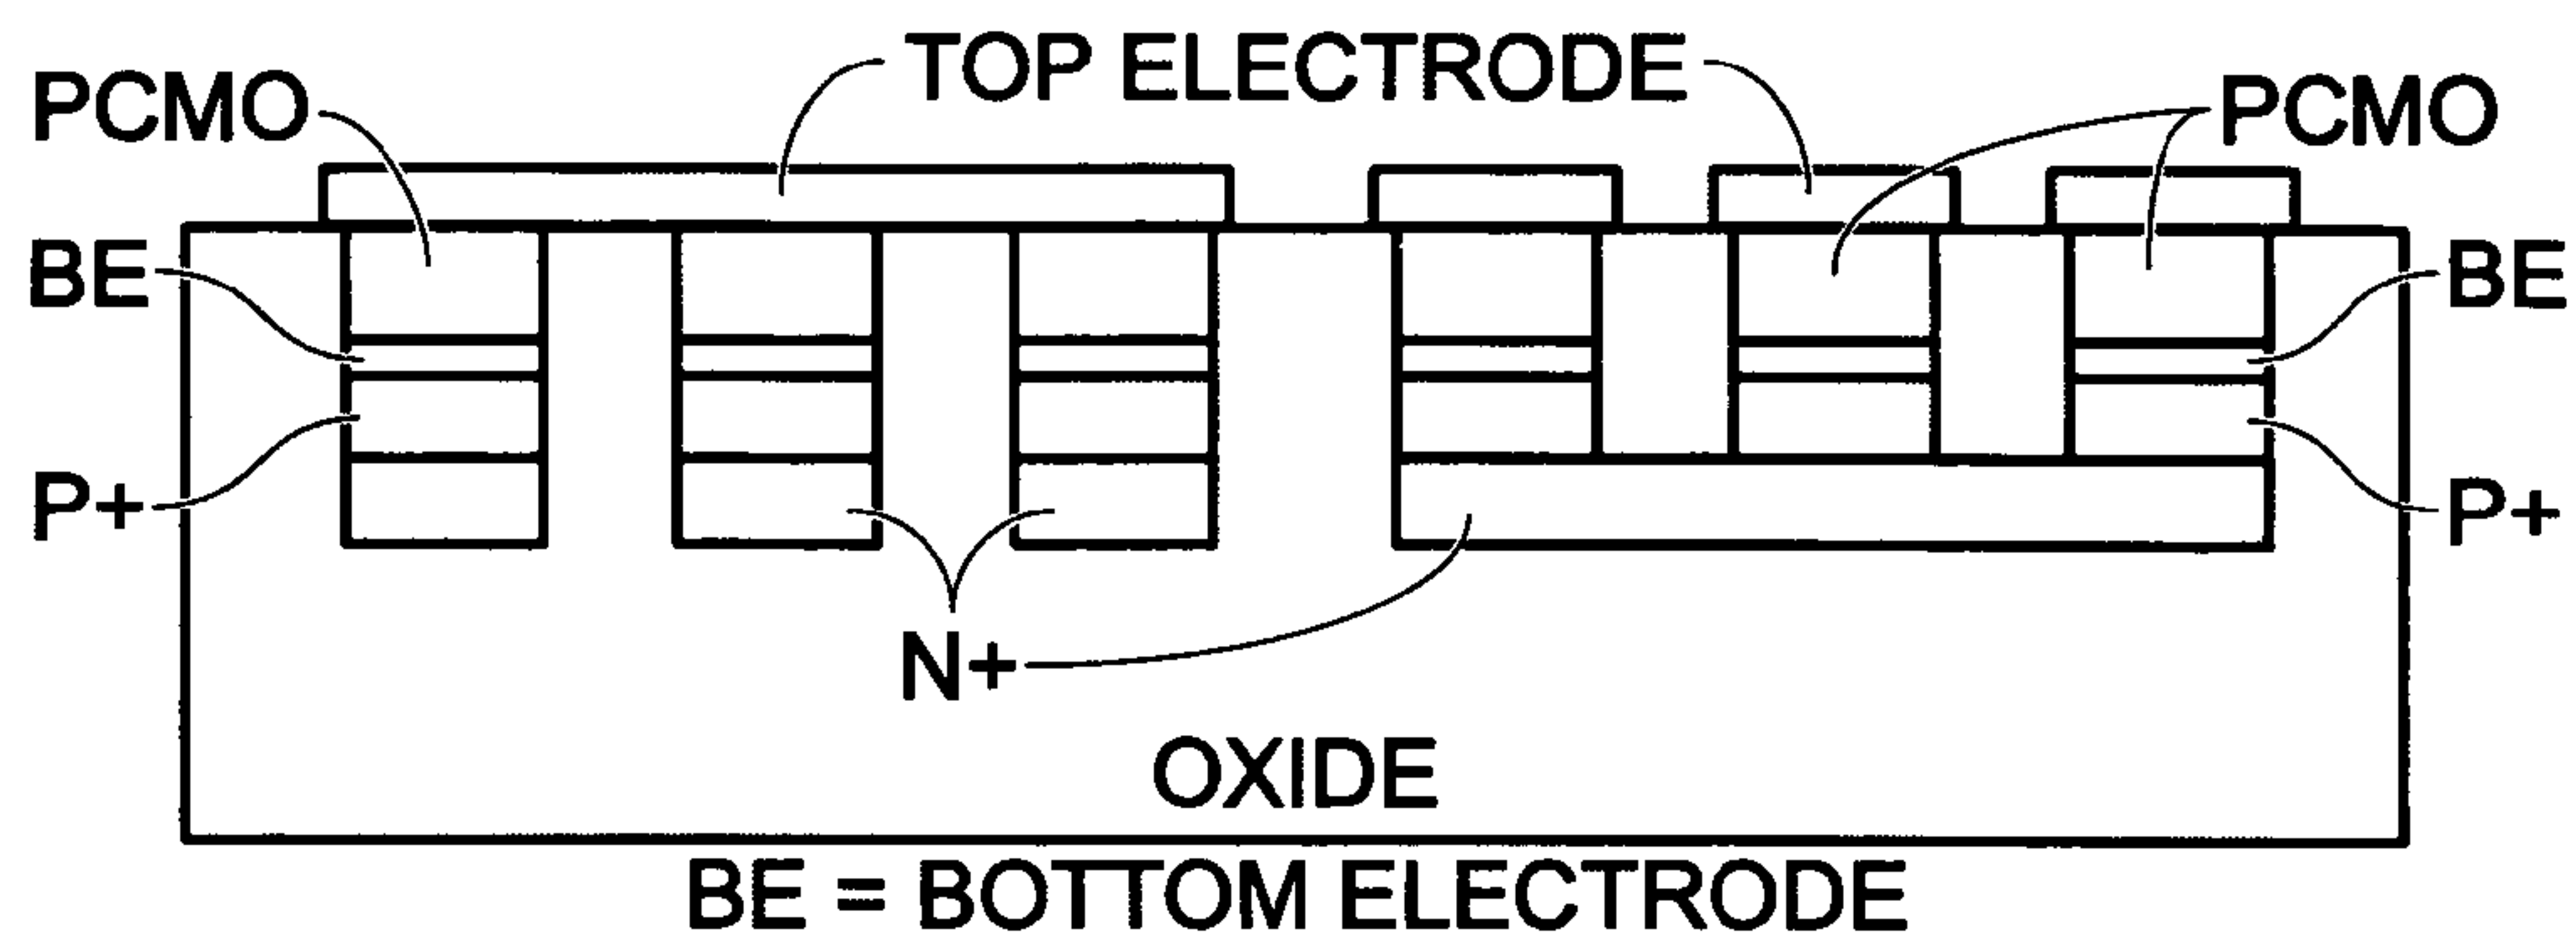 TOP ELECTRODE
PCMO
PCMO
BE
BE
P+
P+
N+
OXIDE
BE = BOTTOM ELECTRODE